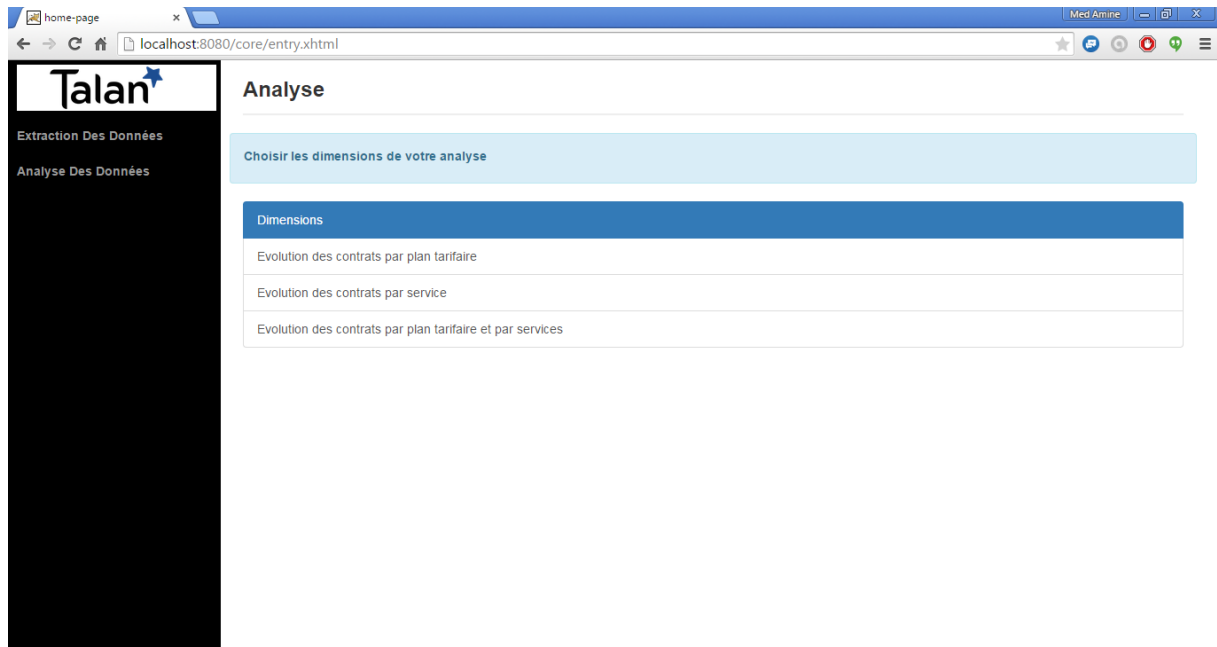 home-page
Med Amine
localhost:8080/core/entry.xhtml
Talan
Extraction Des Données
Analyse Des Données
Analyse
Choisir les dimensions de votre analyse
Dimensions
Evolution des contrats par plan tarifaire
Evolution des contrats par service
Evolution des contrats par plan tarifaire et par services